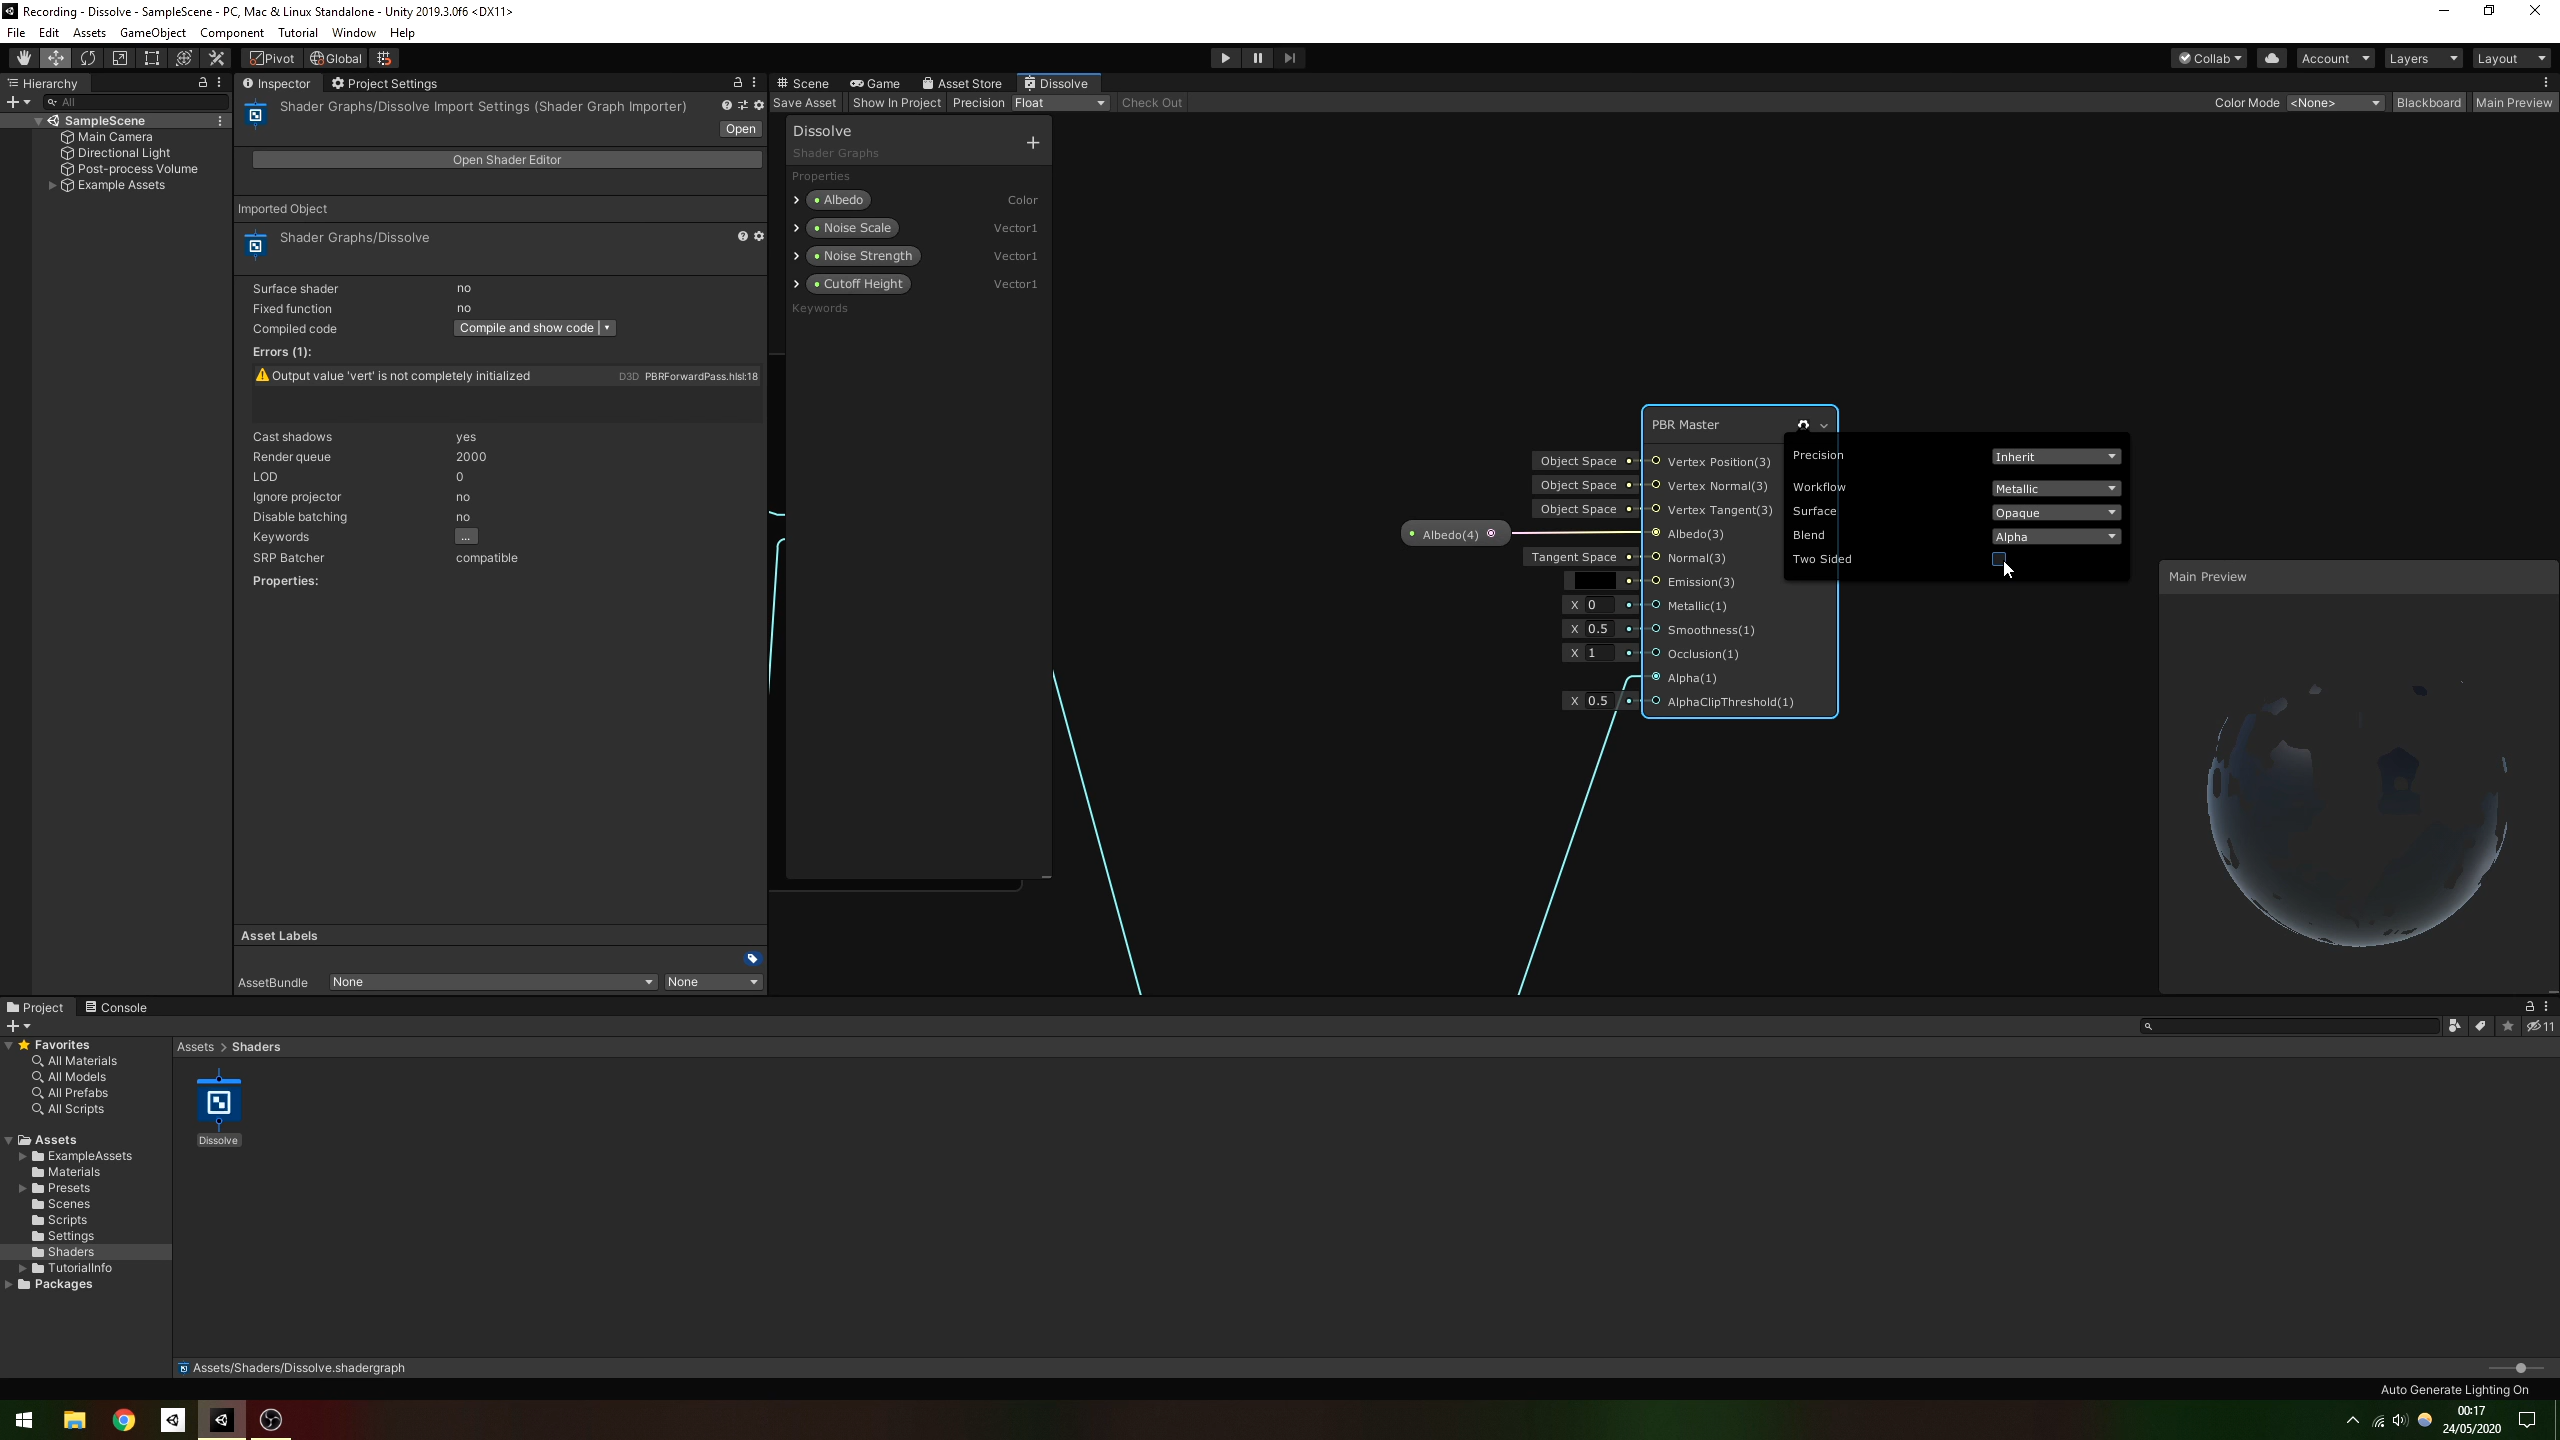 Recording - Dissolve - SampleScene - PC, Mac & Linux Standalone - Unity 2019.3.0f6 <DX11>
File Edit Assets GameObject Component Tutorial Window Help
Pivot Global Collab Account Layers Layout
Hierarchy
All
SampleScene
Main Camera
Directional Light
Post-process Volume
Example Assets
Inspector Project Settings
Shader Graphs/Dissolve Import Settings (Shader Graph Importer)
Open
Open Shader Editor
Imported Object
Shader Graphs/Dissolve
Surface shader no
Fixed function no
Compiled code Compile and show code
Errors (1):
Output value 'vert' is not completely initialized D3D PBRForwardPass.hlsl:18
Cast shadows yes
Render queue 2000
LOD 0
Ignore projector no
Disable batching no
Keywords ...
SRP Batcher compatible
Properties:
Asset Labels
AssetBundle None None
Scene Game Asset Store Dissolve
Save Asset Show In Project Precision Float Check Out Color Mode <None> Blackboard Main Preview
Dissolve
Shader Graphs
Properties
Albedo Color
Noise Scale Vector1
Noise Strength Vector1
Cutoff Height Vector1
Keywords
PBR Master
Object Space Vertex Position(3)
Object Space Vertex Normal(3)
Object Space Vertex Tangent(3)
Albedo(4) Albedo(3)
Tangent Space Normal(3)
Emission(3)
X 0 Metallic(1)
X 0.5 Smoothness(1)
X 1 Occlusion(1)
Alpha(1)
X 0.5 AlphaClipThreshold(1)
Precision Inherit
Workflow Metallic
Surface Opaque
Blend Alpha
Two Sided
Main Preview
Project Console
11
Favorites
All Materials
All Models
All Prefabs
All Scripts
Assets
ExampleAssets
Materials
Presets
Scenes
Scripts
Settings
Shaders
TutorialInfo
Packages
Assets > Shaders
Dissolve
Assets/Shaders/Dissolve.shadergraph
Auto Generate Lighting On
00:17
24/05/2020